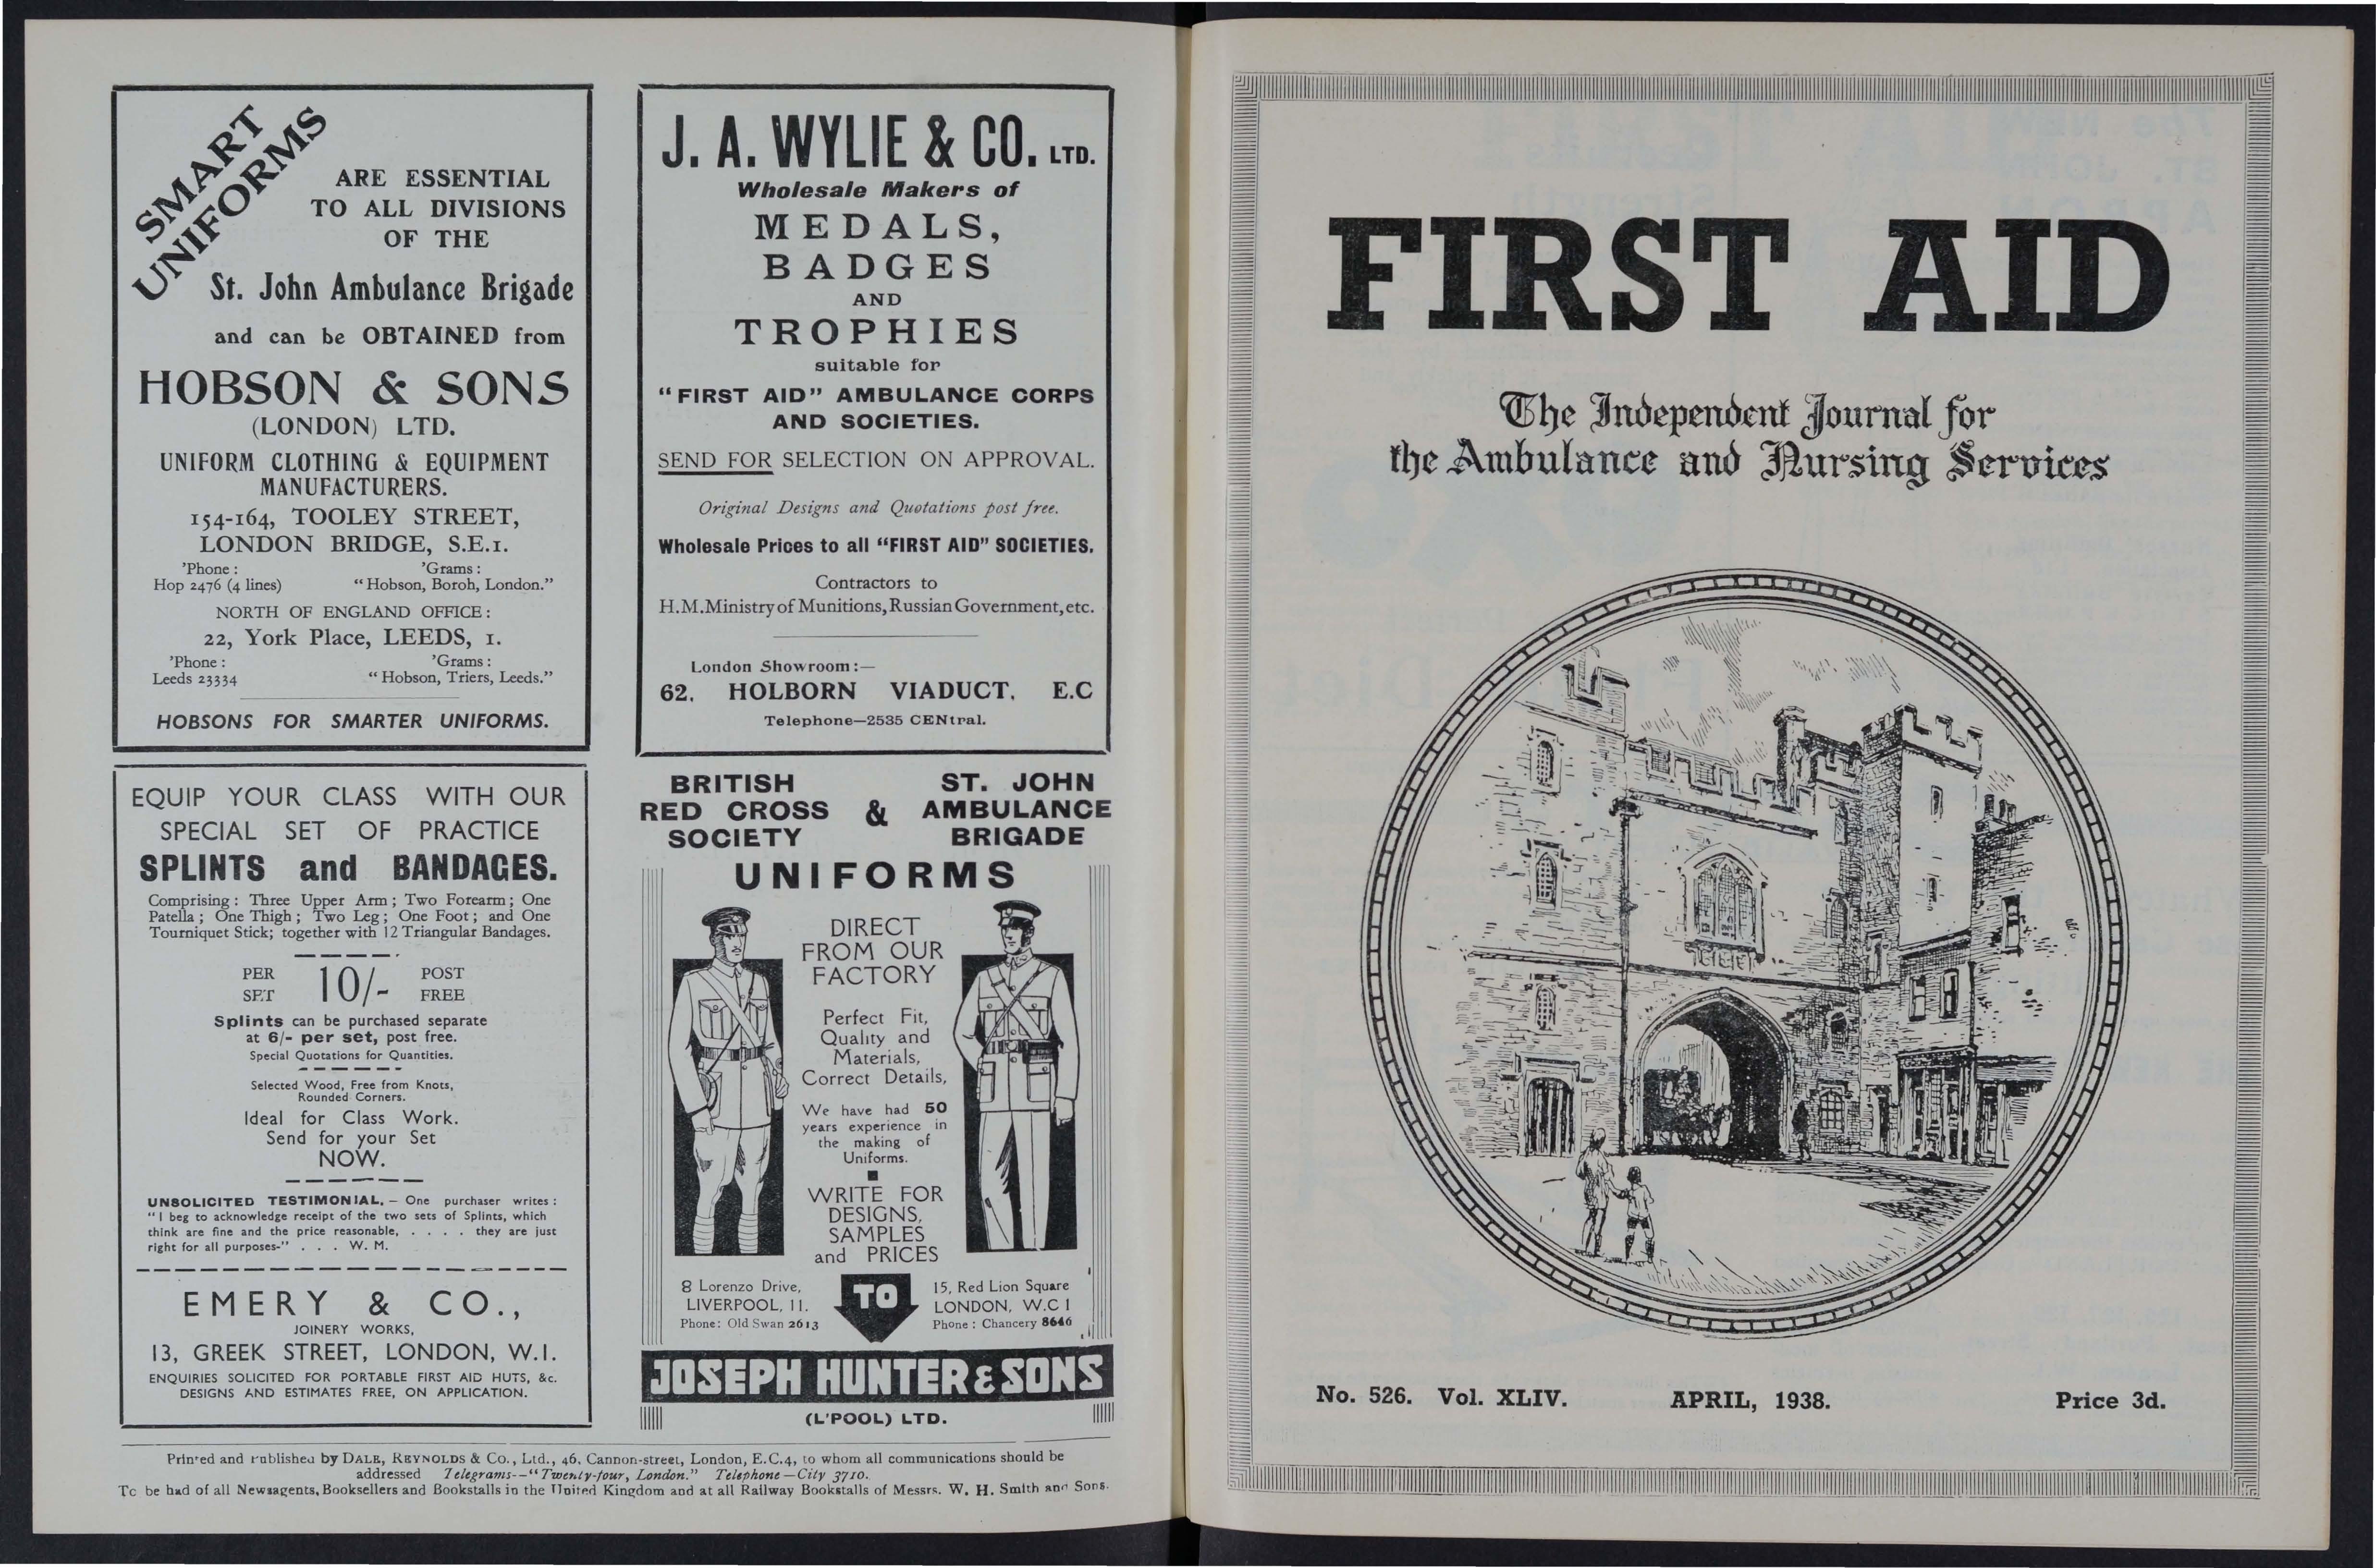 SMART
UNIFORMS
ARE ESSENTIAL
TO ALL DIVISIONS
OF THE
St. John Ambulance Brigade
and can be OBTAINED from
HOBSON & SONS
(LONDON) LTD.
UNIFORM CLOTHING & EQUIPMENT
MANUFACTURERS.
154-164, TOOLEY STREET,
LONDON BRIDGE, S.E.1.
'Phone : 'Grams :
Hop 2476 (4 lines) “Hobson, Boroh, London.”
NORTH OF ENGLAND OFFICE :
22, York Place, LEEDS, 1.
'Phone : 'Grams :
Leeds 23334 “Hobson, Triers, Leeds.”
HOBSONS FOR SMARTER UNIFORMS.
EQUIP YOUR CLASS WITH OUR
SPECIAL SET OF PRACTICE
SPLINTS and BANDAGES.
Comprising : Three Upper Arm ; Two Forearm ; One
Patella ; One Thigh ; Two Leg ; One Foot ; and One
Tourniquet Stick; together with 12 Triangular Bandages.
PER SET 10/- POST FREE
Splints can be purchased separate
at 6/- per set, post free.
Special Quotations for Quantities.
Selected Wood, Free from Knots,
Rounded Corners.
Ideal for Class Work.
Send for your Set
NOW.
UNSOLICITED TESTIMONIAL, – One purchaser writes :
“I beg to acknowledge receipt of the two sets of Splints, which
think are fine and the price reasonable, . . . . they are just
right for all purposes-” . . . W. M.
EMERY & CO.,
JOINERY WORKS,
13, GREEK STREET, LONDON, W.1.
ENQUIRIES SOLICITED FOR PORTABLE FIRST AID HUTS, &c.
DESIGNS AND ESTIMATES FREE, ON APPLICATION.
J. A. WYLIE & CO. LTD.
Wholesale Makers of
MEDALS,
BADGES
AND
TROPHIES
suitable for
“FIRST AID” AMBULANCE CORPS
AND SOCIETIES.
SEND FOR SELECTION ON APPROVAL.
Original Designs and Quotations post free.
Wholesale Prices to all “FIRST AID” SOCIETIES.
Contractors to
H.M. Ministry of Munitions, Russian Government, etc.
London Showroom :—
62, HOLBORN VIADUCT, E.C
Telephone—2535 CENtral.
BRITISH
RED CROSS
SOCIETY
&
ST. JOHN
AMBULANCE
BRIGADE
UNIFORMS
DIRECT
FROM OUR
FACTORY
Perfect Fit,
Quality and
Materials,
Correct Details,
We have had 50
years experience in
the making of
Uniforms.
WRITE FOR
DESIGNS,
SAMPLES
and PRICES
TO
8 Lorenzo Drive,
LIVERPOOL, 11.
Phone: Old Swan 2613
15, Red Lion Square
LONDON, W.C 1
Phone : Chancery 8646
JOSEPH HUNTER & SONS
(L'POOL) LTD.
Printed and Published by DALE, REYNOLDS & Co., Ltd., 46, Cannon-street, London, E.C.4, to whom all communications should be
addressed Telegrams--“Twenty-four, London.” Telephone—City 3710.
To be had of all Newsagents, Booksellers and Bookstalls in the United Kingdom and at all Railway Bookstalls of Messrs. W. H. Smith and Sons.
FIRST AID
The Independent Journal for
the Ambulance and Nursing Services
No. 526. Vol. XLIV. APRIL, 1938. Price 3d.